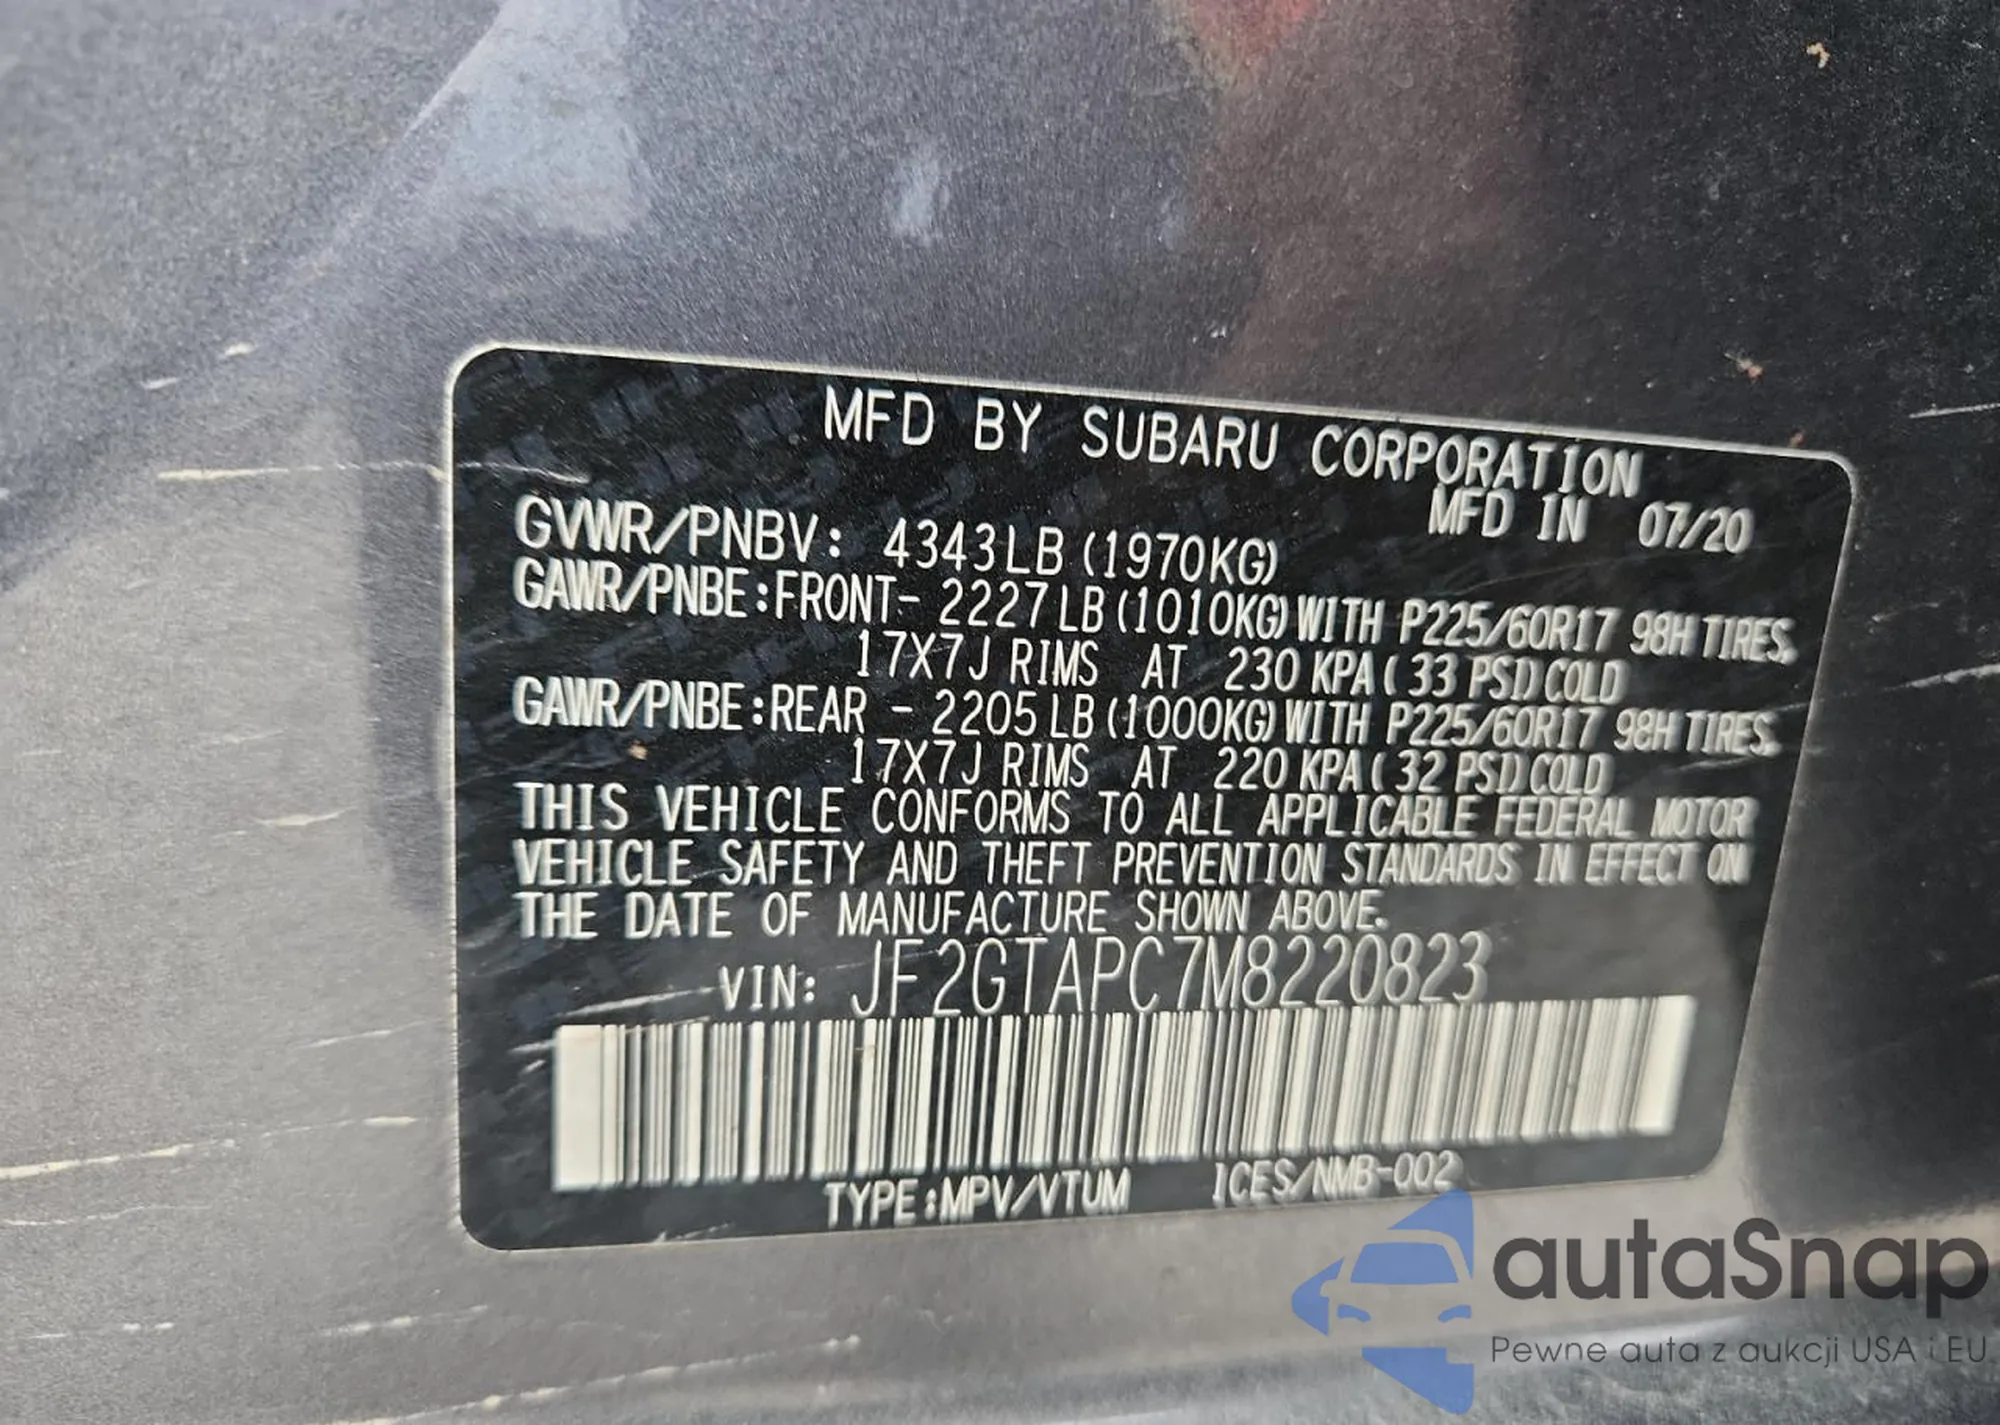 MFD BY SUBARU CORPORATION
MFD IN 07/20
GVWR/PNBV: 4343LB (1970KG)
GAWR/PNBE:FRONT- 2227LB(1010KG)WITH P225/60R17 98H TIRES,
17X7J RIMS AT 230 KPA( 33 PSI)COLD
GAWR/PNBE:REAR - 2205LB(1000KG)WITH P225/60R17 98H TIRES,
17X7J RIMS AT 220 KPA( 32 PSI)COLD
THIS VEHICLE CONFORMS TO ALL APPLICABLE FEDERAL MOTOR
VEHICLE SAFETY AND THEFT PREVENTION STANDARDS IN EFFECT ON
THE DATE OF MANUFACTURE SHOWN ABOVE.
VIN: JF2GTAPC7M8220823
TYPE:MPV/VTUM ICES/NMB-002
autaSnap
Pewne auta z aukcji USA i EU